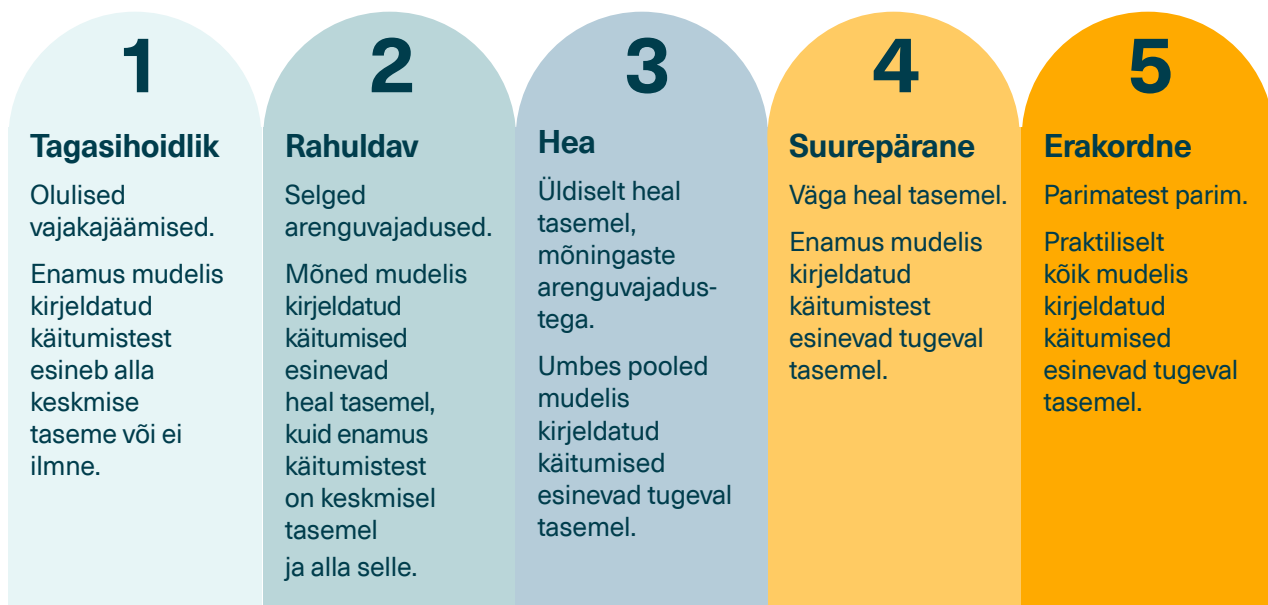 1
Tagasihoidlik
Olulised
vajakajäämised.
Enamus mudelis
kirjeldatud
käitumistest
esineb alla
keskmise
taseme või ei
ilmne.
2
Rahuldav
Selged
arenguvajadused.
Mõned mudelis
kirjeldatud
käitumised
esinevad
heal tasemel,
kuid enamus
käitumistest
on keskmisel
tasemel
ja alla selle.
3
Hea
Üldiselt heal
tasemel,
mõningaste
arenguvajadus-
tega.
Umbes pooled
mudelis
kirjeldatud
käitumised
esinevad tugeval
tasemel.
4
Suurepärane
Väga heal tasemel.
Enamus mudelis
kirjeldatud
käitumistest
esinevad tugeval
tasemel.
5
Erakordne
Parimatest parim.
Praktiliselt
kõik mudelis
kirjeldatud
käitumised
esinevad tugeval
tasemel.